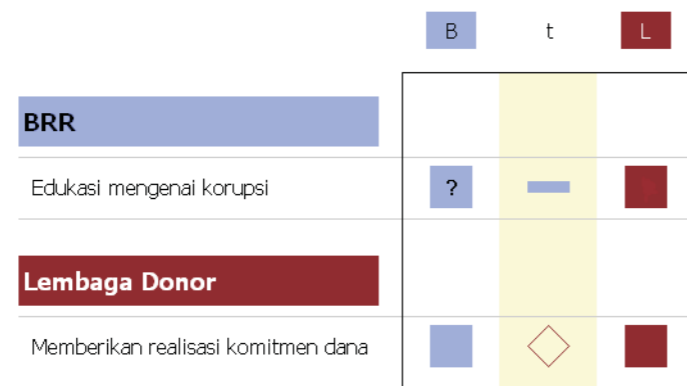 B t L
BRR
Edukasi mengenai korupsi ?
Lembaga Donor
Memberikan realisasi komitmen dana